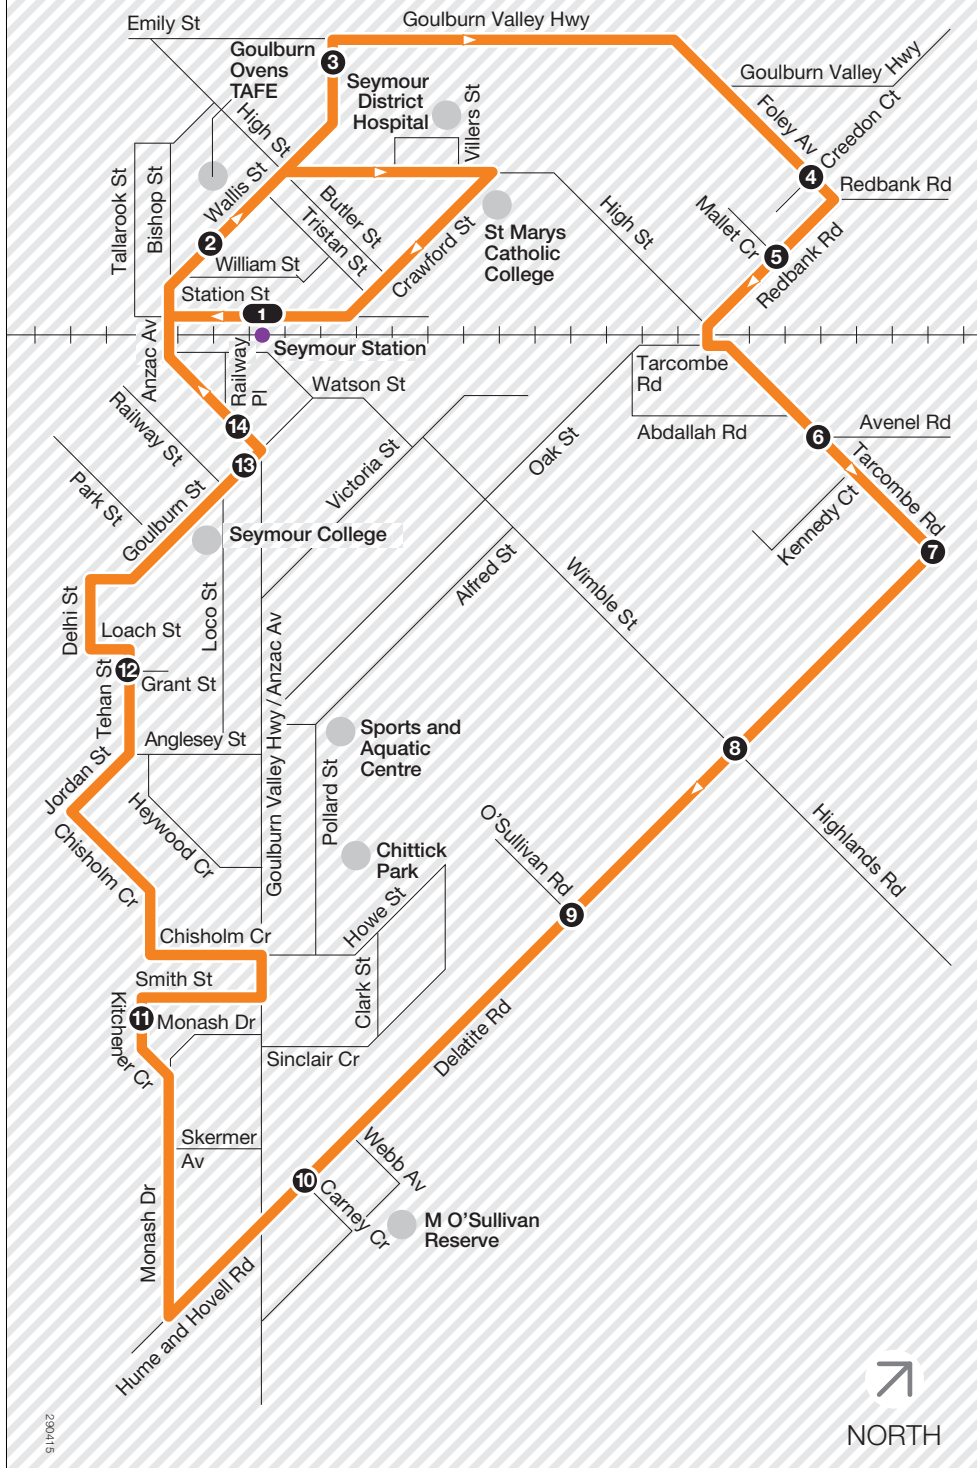 Emily St
Goulburn Valley Hwy
Goulburn
Ovens
TAFE
3
Seymour
District
Hospital
Villers St
Goulburn Valley Hwy
Foley Av
Creedon Ct
4
Redbank Rd
High St
Tallarook St
Bishop St
Wallis St
2
Butler St
Tristan St
Crawford St
St Marys
Catholic
College
High St
Mallet Cr
5
Redbank Rd
William St
Station St
1
Seymour Station
Anzac Av
Railway
Pl
Watson St
Tarcombe
Rd
Abdallah Rd
Avenel Rd
6
Tarcombe Rd
Kennedy Ct
7
14
13
Railway St
Park St
Goulburn St
Victoria St
Oak St
Seymour College
Alfred St
Wimble St
Delhi St
Loach St
Loco St
12
Grant St
Tehan St
Goulburn Valley Hwy / Anzac Av
Anglesey St
Jordan St
Sports and
Aquatic
Centre
8
Heywood Cr
Pollard St
Chisholm Cr
Chittick
Park
O'Sullivan Rd
Highlands Rd
9
Howe St
Chisholm Cr
Smith St
Clark St
11
Kitchener Cr
Monash Dr
Sinclair Cr
Delatite Rd
Skermer
Av
Webb Av
10
Carney Cr
M O'Sullivan
Reserve
Monash Dr
Hume and Hovell Rd
290415
NORTH